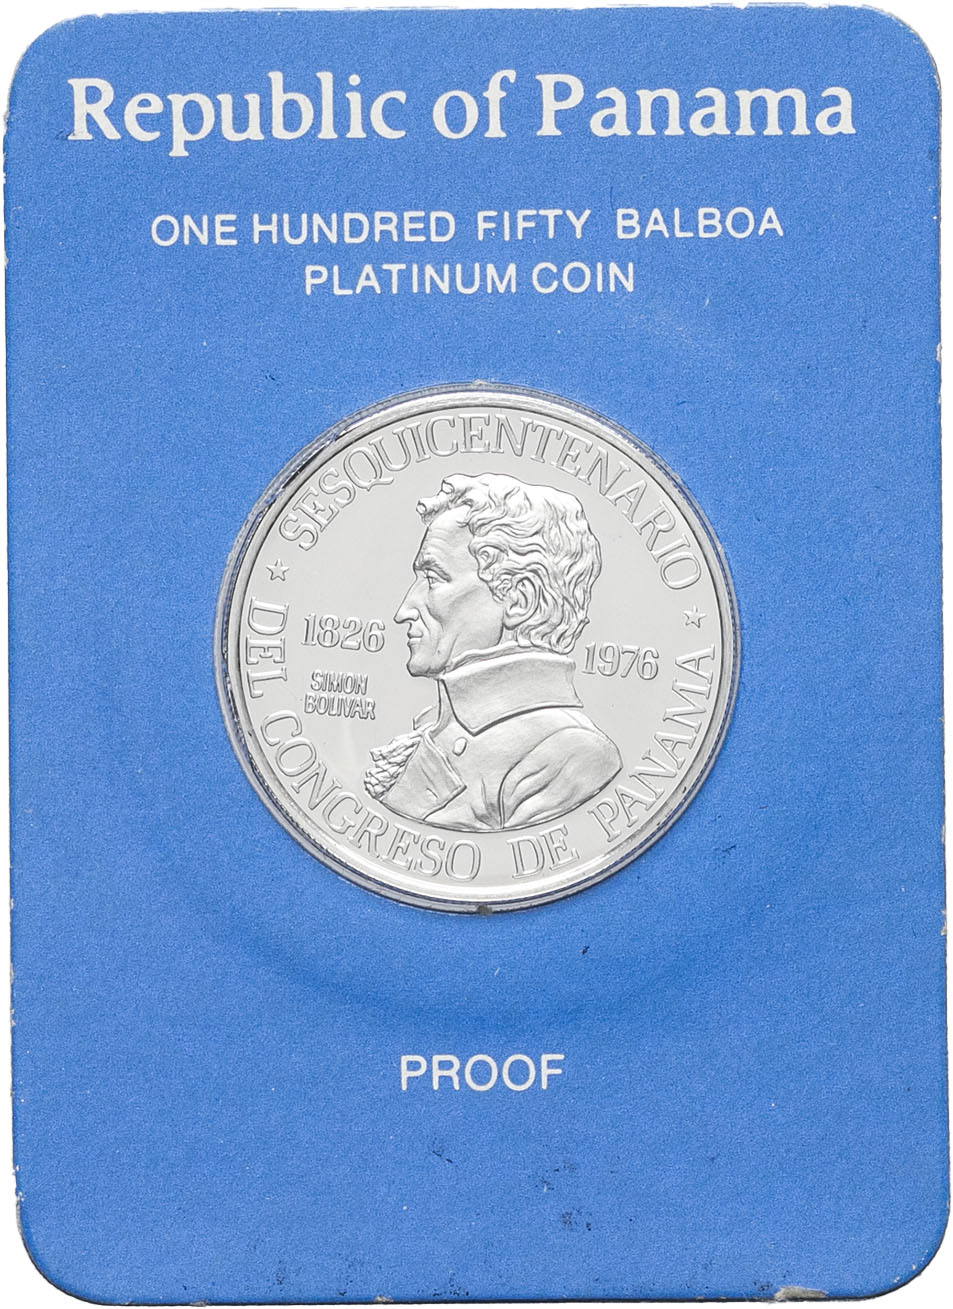 Republic of Panama
ONE HUNDRED FIFTY BALBOA
PLATINUM COIN
★ SESQUICENTENARIO ★
DEL CONGRESO DE PANAMA
1826
1976
SIMON
BOLIVAR
PROOF